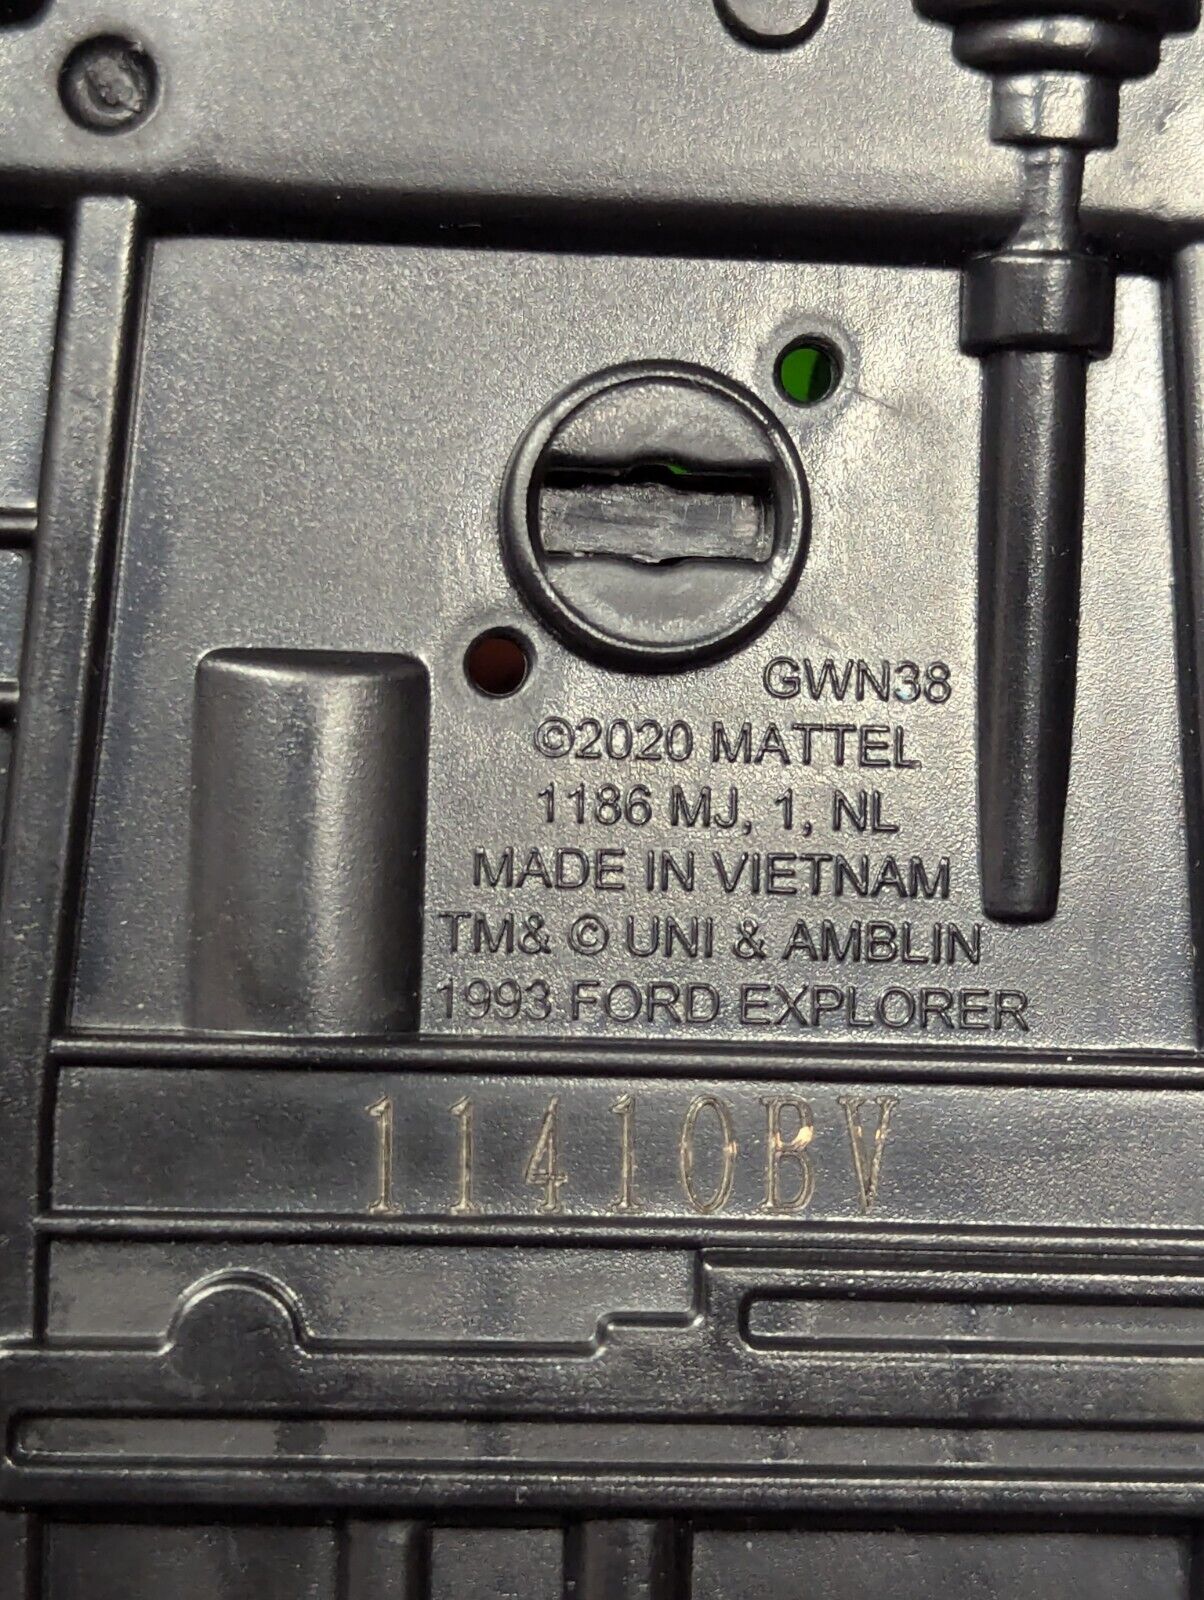 GWN38
©2020 MATTEL
1186 MJ, 1, NL
MADE IN VIETNAM
TM& © UNI & AMBLIN
1993 FORD EXPLORER
11410BV